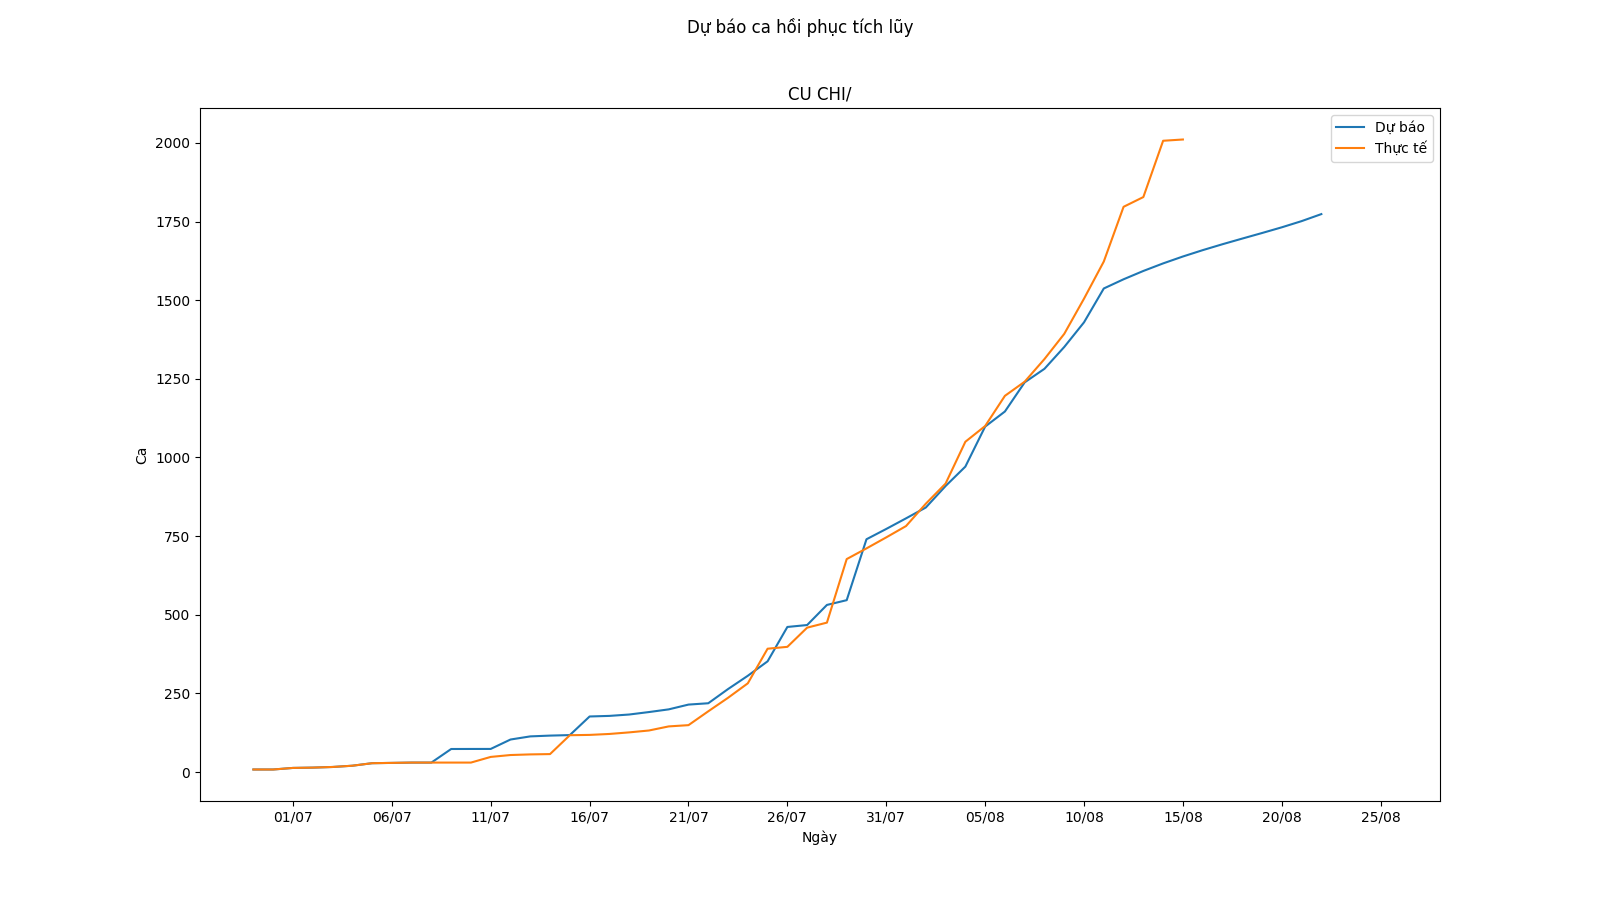 Dự báo ca hồi phục tích lũy
CU CHI/
Dự báo
Thực tế
2000
1750
1500
1250
1000
750
500
250
0
Ca
01/07 06/07 11/07 16/07 21/07 26/07 31/07 05/08 10/08 15/08 20/08 25/08
Ngày